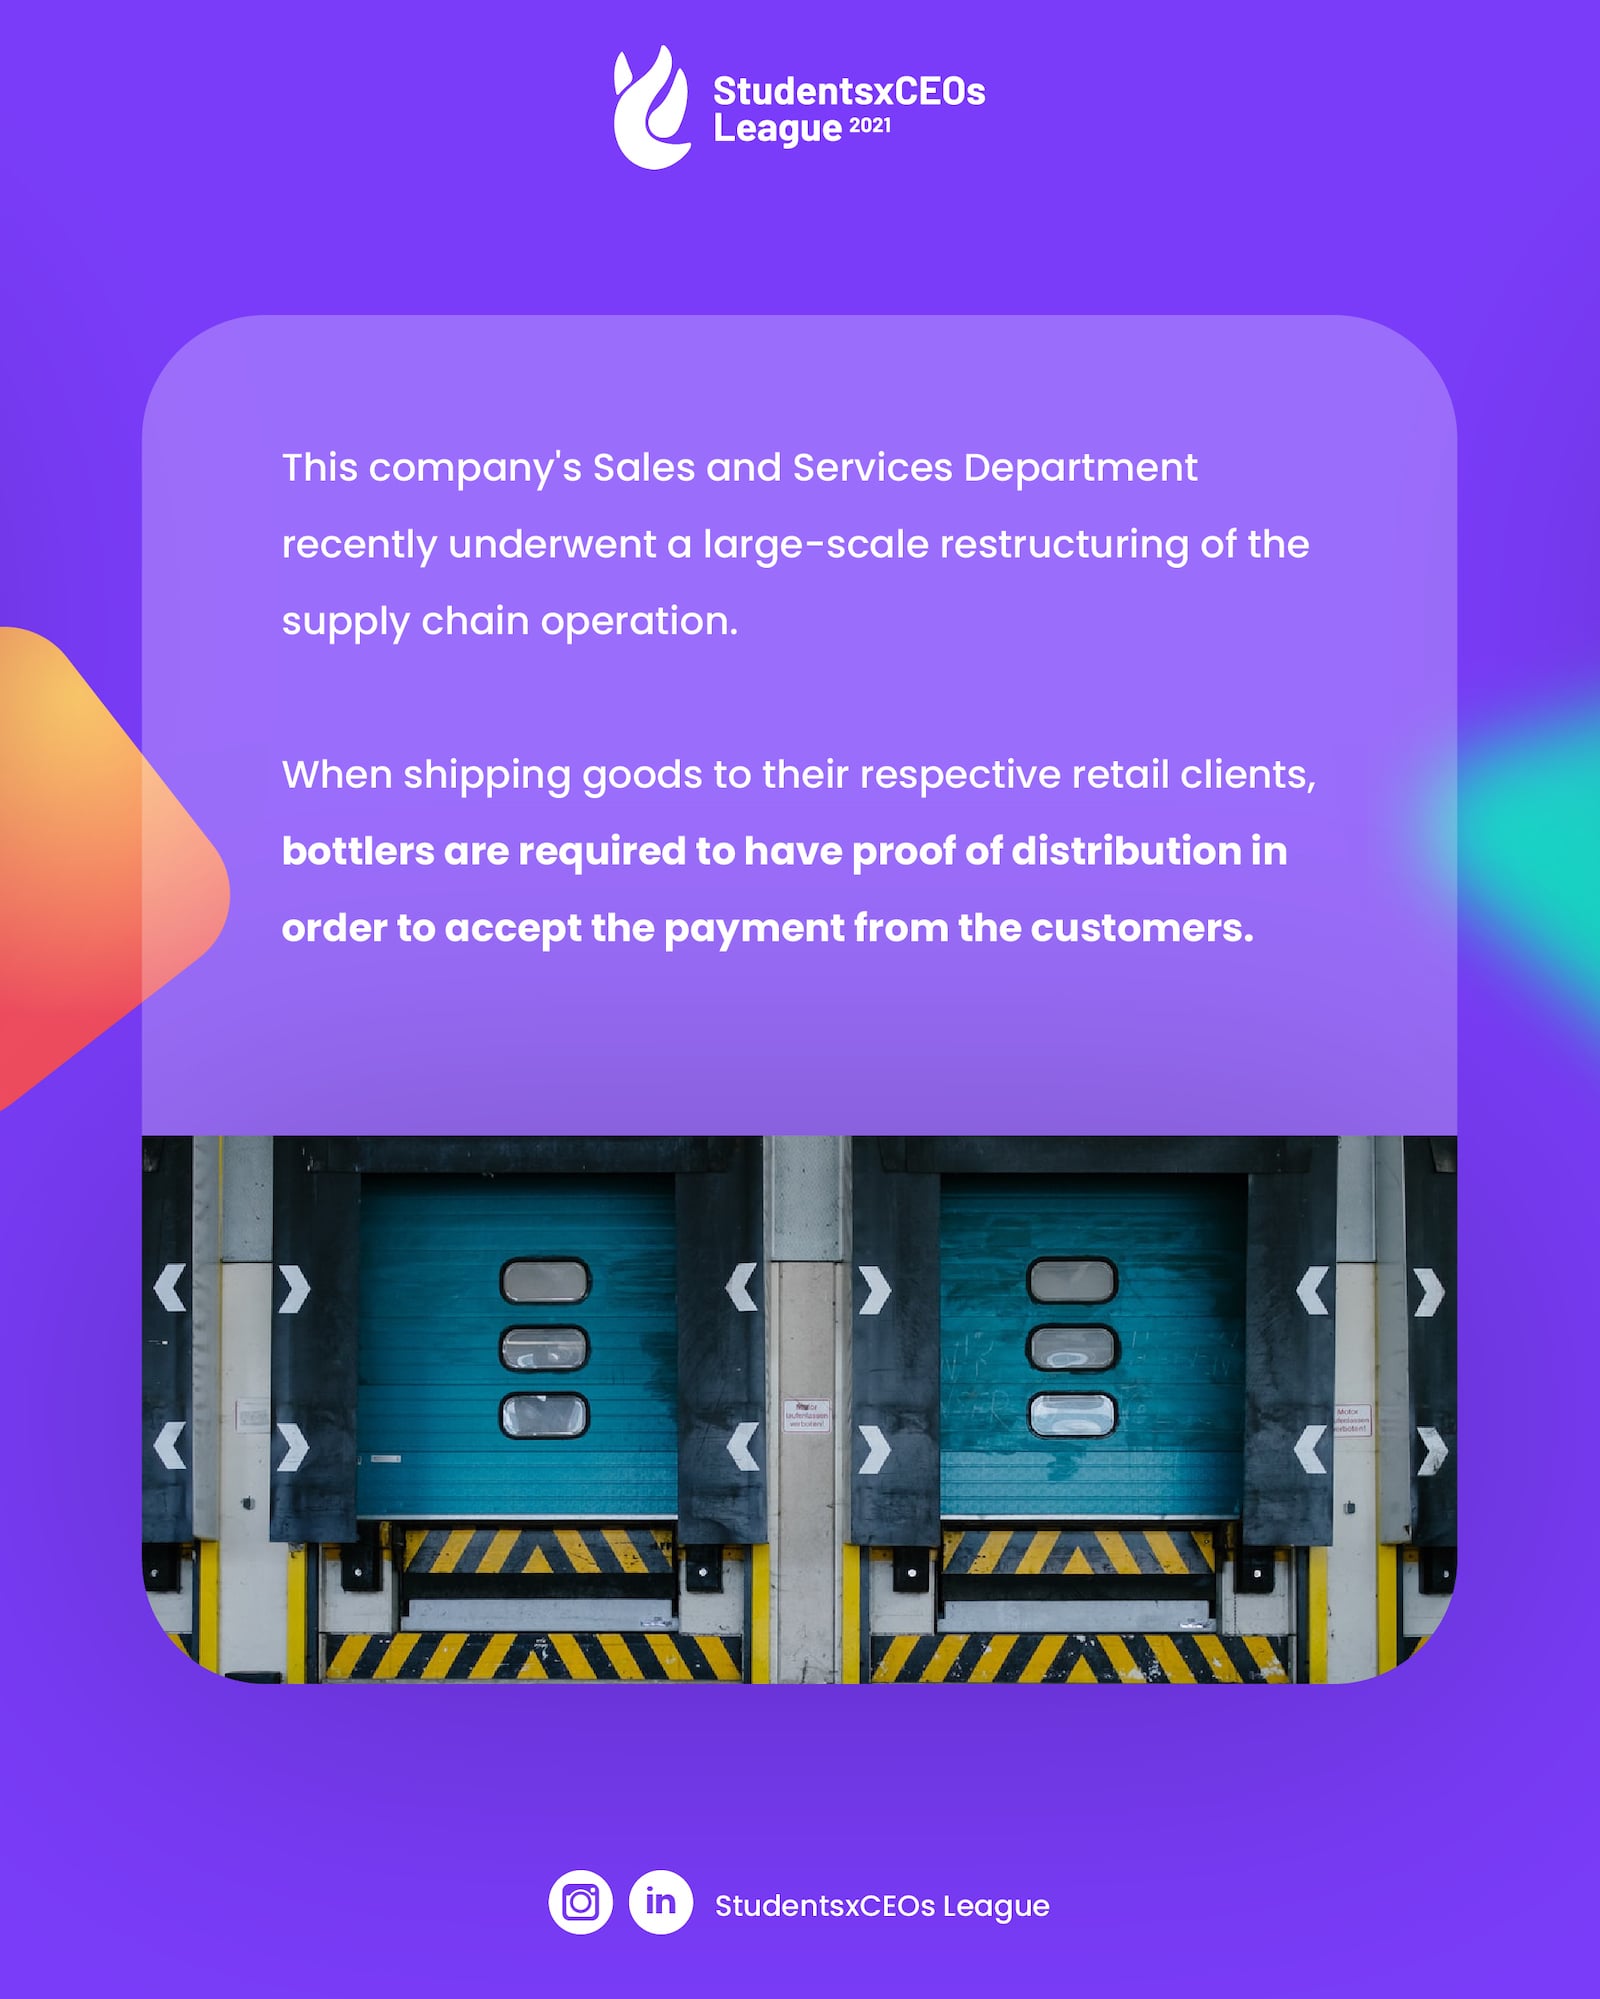 StudentsxCEOs
League 2021
This company's Sales and Services Department
recently underwent a large-scale restructuring of the
supply chain operation.
When shipping goods to their respective retail clients,
bottlers are required to have proof of distribution in
order to accept the payment from the customers.
Motor
laufenlassen
verboten!
Motor
ufenlassen
verboten!
in
StudentsxCEOs League